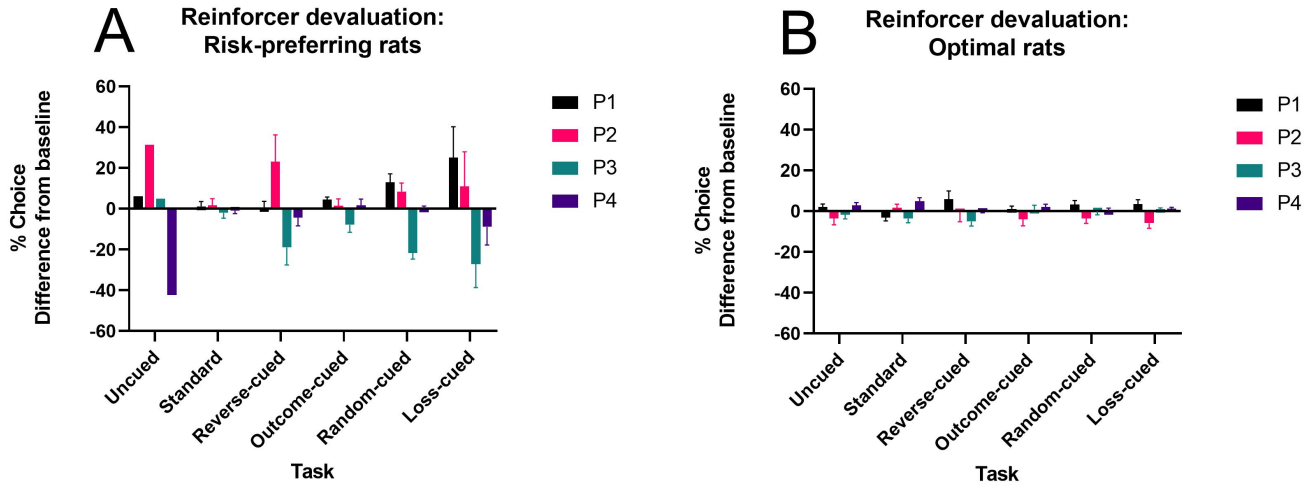 A
Reinforcer devaluation:
Risk-preferring rats
% Choice
Difference from baseline
60
40
20
0
-20
-40
-60
Uncued
Standard
Reverse-cued
Outcome-cued
Random-cued
Loss-cued
Task
P1
P2
P3
P4
B
Reinforcer devaluation:
Optimal rats
% Choice
Difference from baseline
60
40
20
0
-20
-40
-60
Uncued
Standard
Reverse-cued
Outcome-cued
Random-cued
Loss-cued
Task
P1
P2
P3
P4